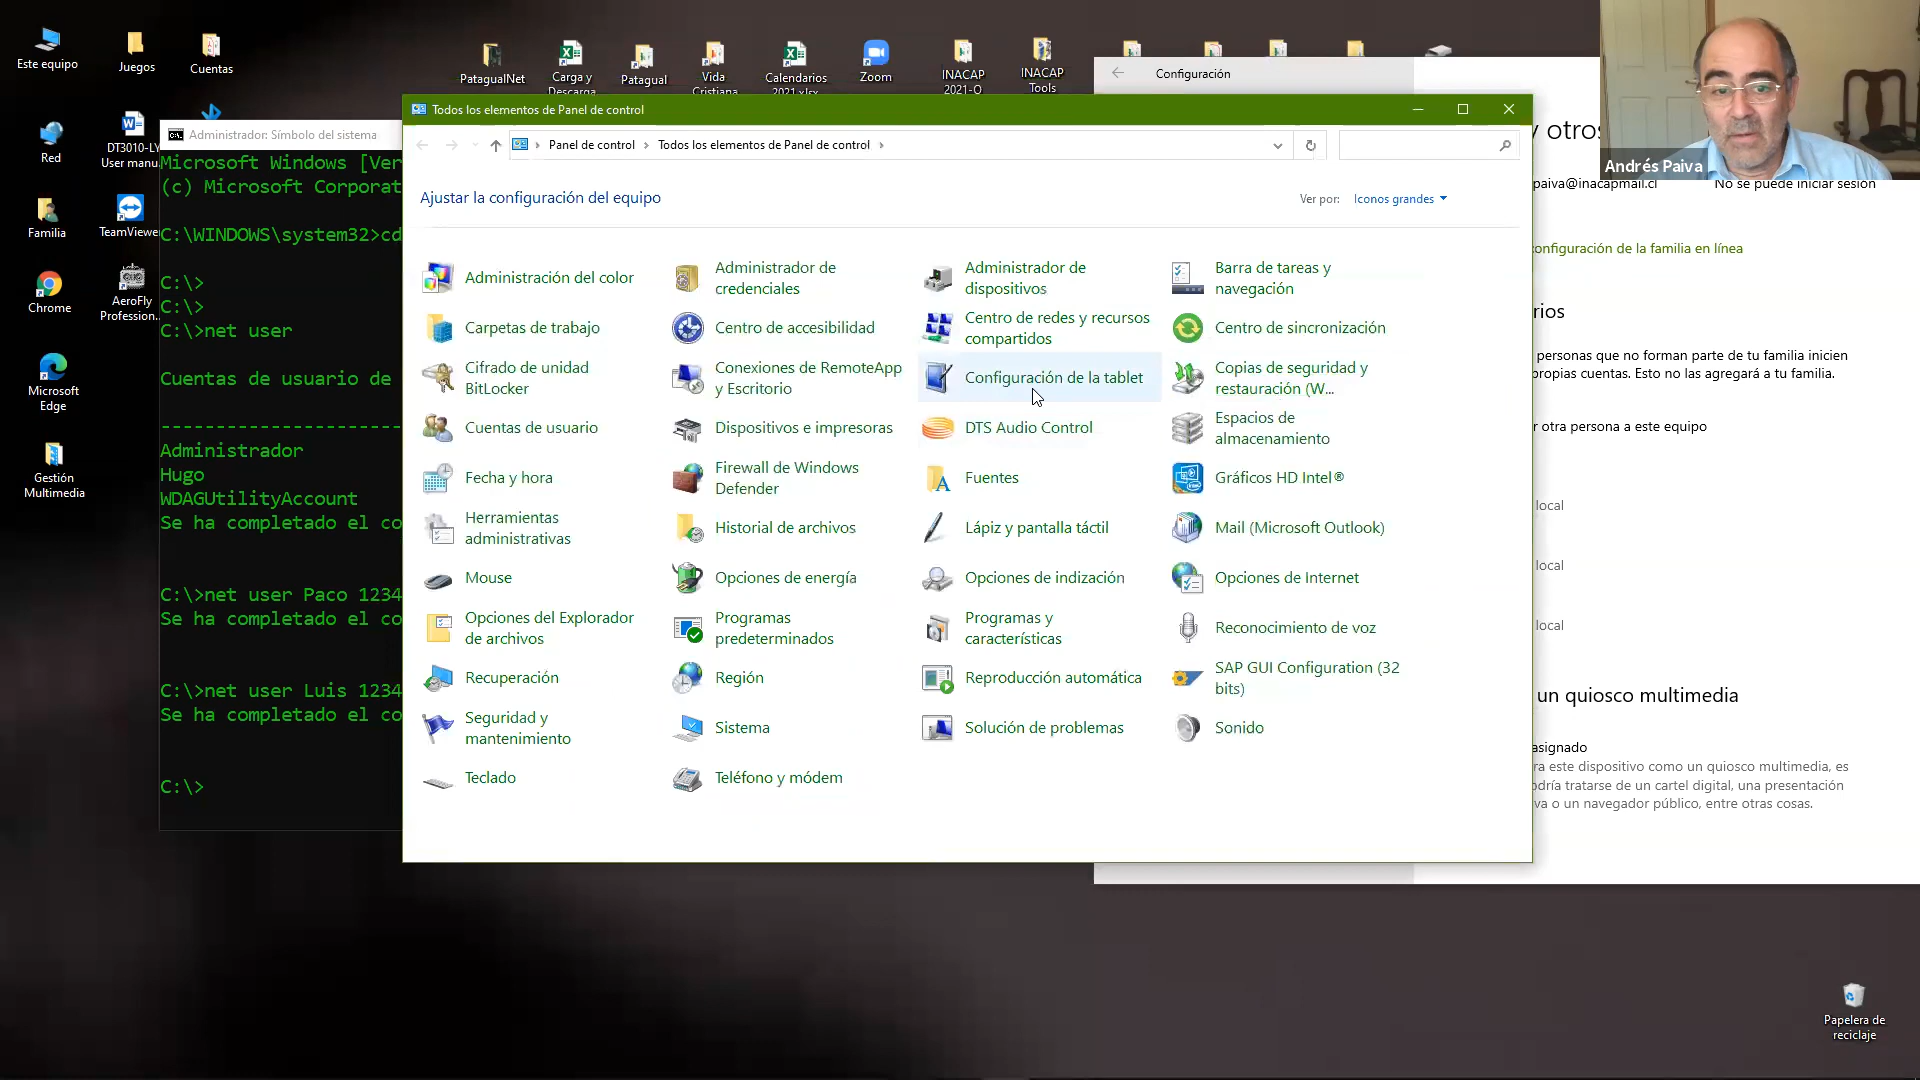 Este equipo
Juegos
Cuentas
PatagualNet
Carga y
Descarga
Patagual
Vida
Cristiana
Calendarios
2021.xlsx
Zoom
INACAP
2021-O
INACAP
Tools
Red
DT3010-LY
User manu...
Familia
TeamViewer
Chrome
AeroFly
Profession...
Microsoft
Edge
Gestión
Multimedia
Papelera de
reciclaje
Administrador: Símbolo del sistema
Microsoft Windows [Ver
(c) Microsoft Corporat
C:\WINDOWS\system32>cd
C:\>
C:\>
C:\>net user
Cuentas de usuario de
----------------------
Administrador
Hugo
WDAGUtilityAccount
Se ha completado el co
C:\>net user Paco 1234
Se ha completado el co
C:\>net user Luis 1234
Se ha completado el co
C:\>
Todos los elementos de Panel de control
Panel de control
Todos los elementos de Panel de control
Ajustar la configuración del equipo
Ver por:
Iconos grandes
Administración del color
Administrador de
credenciales
Administrador de
dispositivos
Barra de tareas y
navegación
Carpetas de trabajo
Centro de accesibilidad
Centro de redes y recursos
compartidos
Centro de sincronización
Cifrado de unidad
BitLocker
Conexiones de RemoteApp
y Escritorio
Configuración de la tablet
Copias de seguridad y
restauración (W...
Cuentas de usuario
Dispositivos e impresoras
DTS Audio Control
Espacios de
almacenamiento
Fecha y hora
Firewall de Windows
Defender
Fuentes
Gráficos HD Intel®
Herramientas
administrativas
Historial de archivos
Lápiz y pantalla táctil
Mail (Microsoft Outlook)
Mouse
Opciones de energía
Opciones de indización
Opciones de Internet
Opciones del Explorador
de archivos
Programas
predeterminados
Programas y
características
Reconocimiento de voz
Recuperación
Región
Reproducción automática
SAP GUI Configuration (32
bits)
Seguridad y
mantenimiento
Sistema
Solución de problemas
Sonido
Teclado
Teléfono y módem
Configuración
y otros
Andrés Paiva
paiva@inacapmail.cl
No se puede iniciar sesión
onfiguración de la familia en línea
rios
personas que no forman parte de tu familia inicien
propias cuentas. Esto no las agregará a tu familia.
r otra persona a este equipo
local
local
local
un quiosco multimedia
asignado
ra este dispositivo como un quiosco multimedia, es
odría tratarse de un cartel digital, una presentación
va o un navegador público, entre otras cosas.